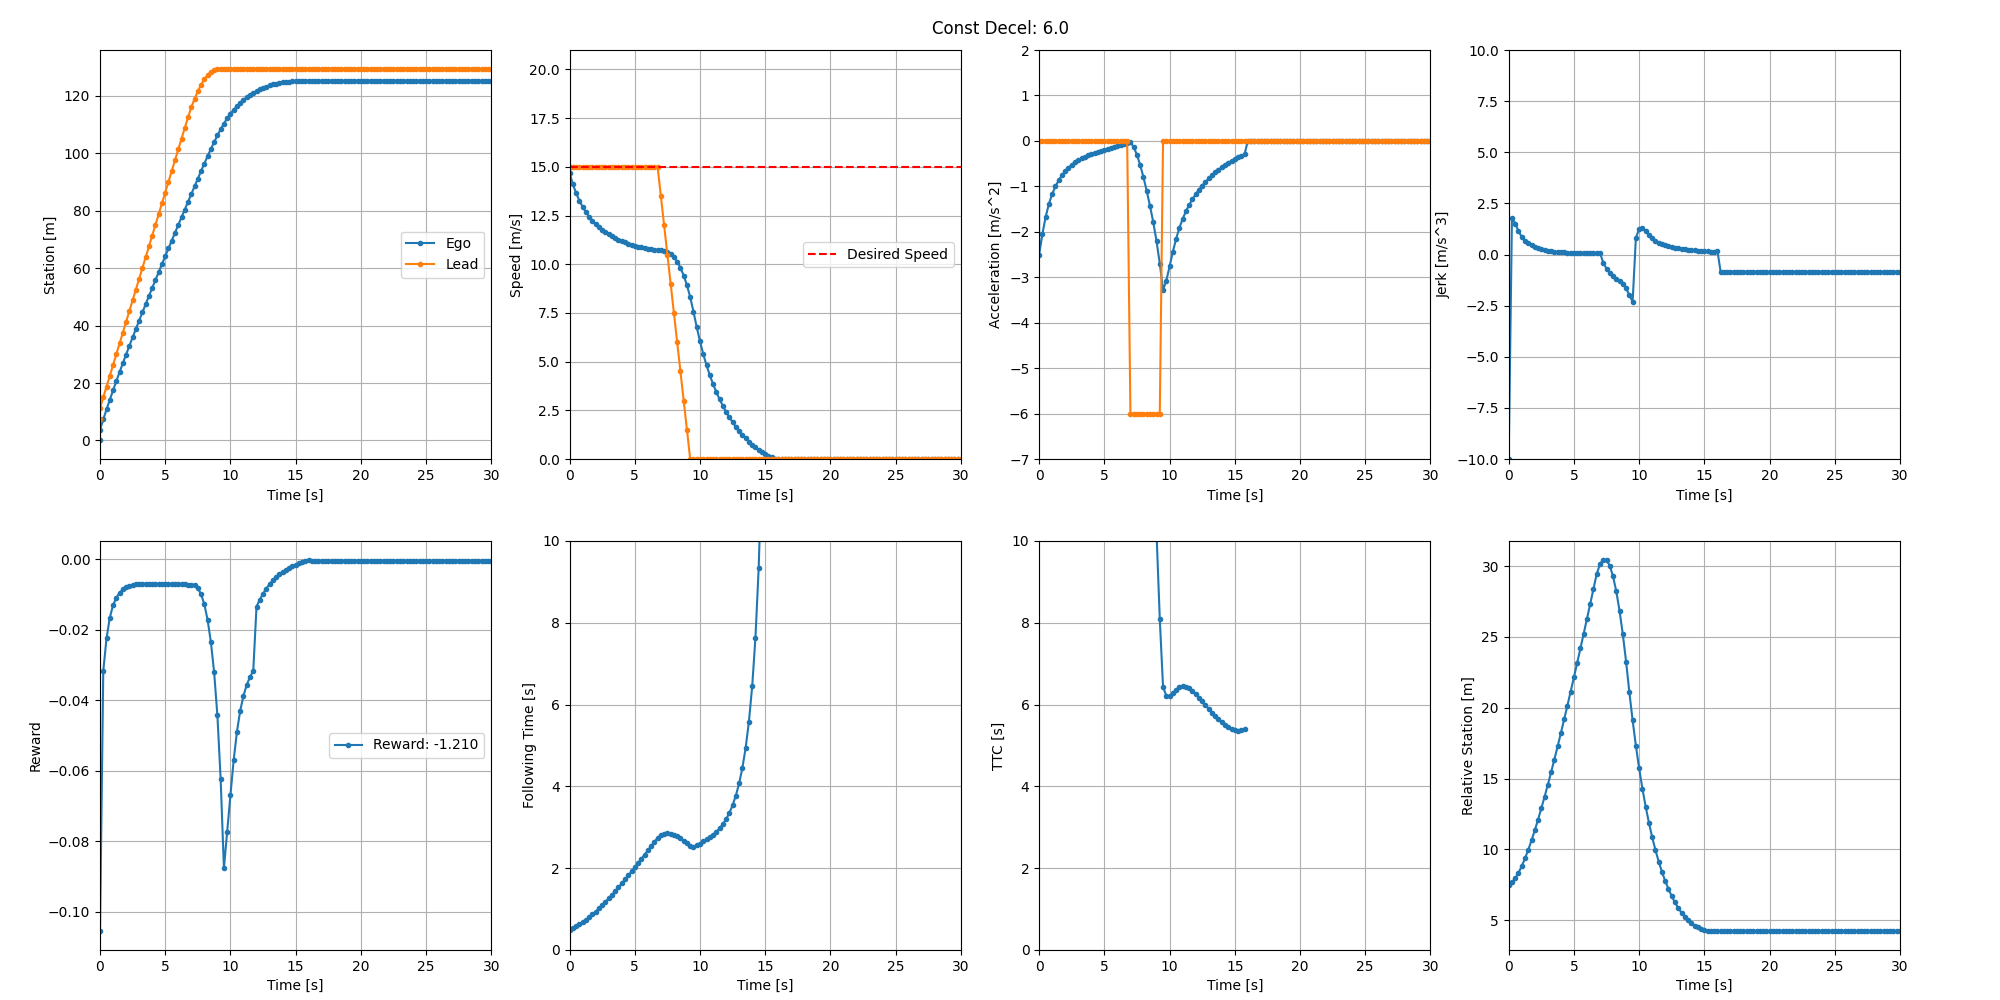 Const Decel: 6.0
Station [m]
120
100
80
60
40
20
0
Ego
Lead
0 5 10 15 20 25 30
Time [s]
Speed [m/s]
20.0
17.5
15.0
12.5
10.0
7.5
5.0
2.5
0.0
Desired Speed
0 5 10 15 20 25 30
Time [s]
Acceleration [m/s^2]
2
1
0
−1
−2
−3
−4
−5
−6
−7
0 5 10 15 20 25 30
Time [s]
Jerk [m/s^3]
10.0
7.5
5.0
2.5
0.0
−2.5
−5.0
−7.5
−10.0
0 5 10 15 20 25 30
Time [s]
Reward
0.00
−0.02
−0.04
−0.06
−0.08
−0.10
Reward: -1.210
0 5 10 15 20 25 30
Time [s]
Following Time [s]
10
8
6
4
2
0
0 5 10 15 20 25 30
Time [s]
TTC [s]
10
8
6
4
2
0
0 5 10 15 20 25 30
Time [s]
Relative Station [m]
30
25
20
15
10
5
0 5 10 15 20 25 30
Time [s]